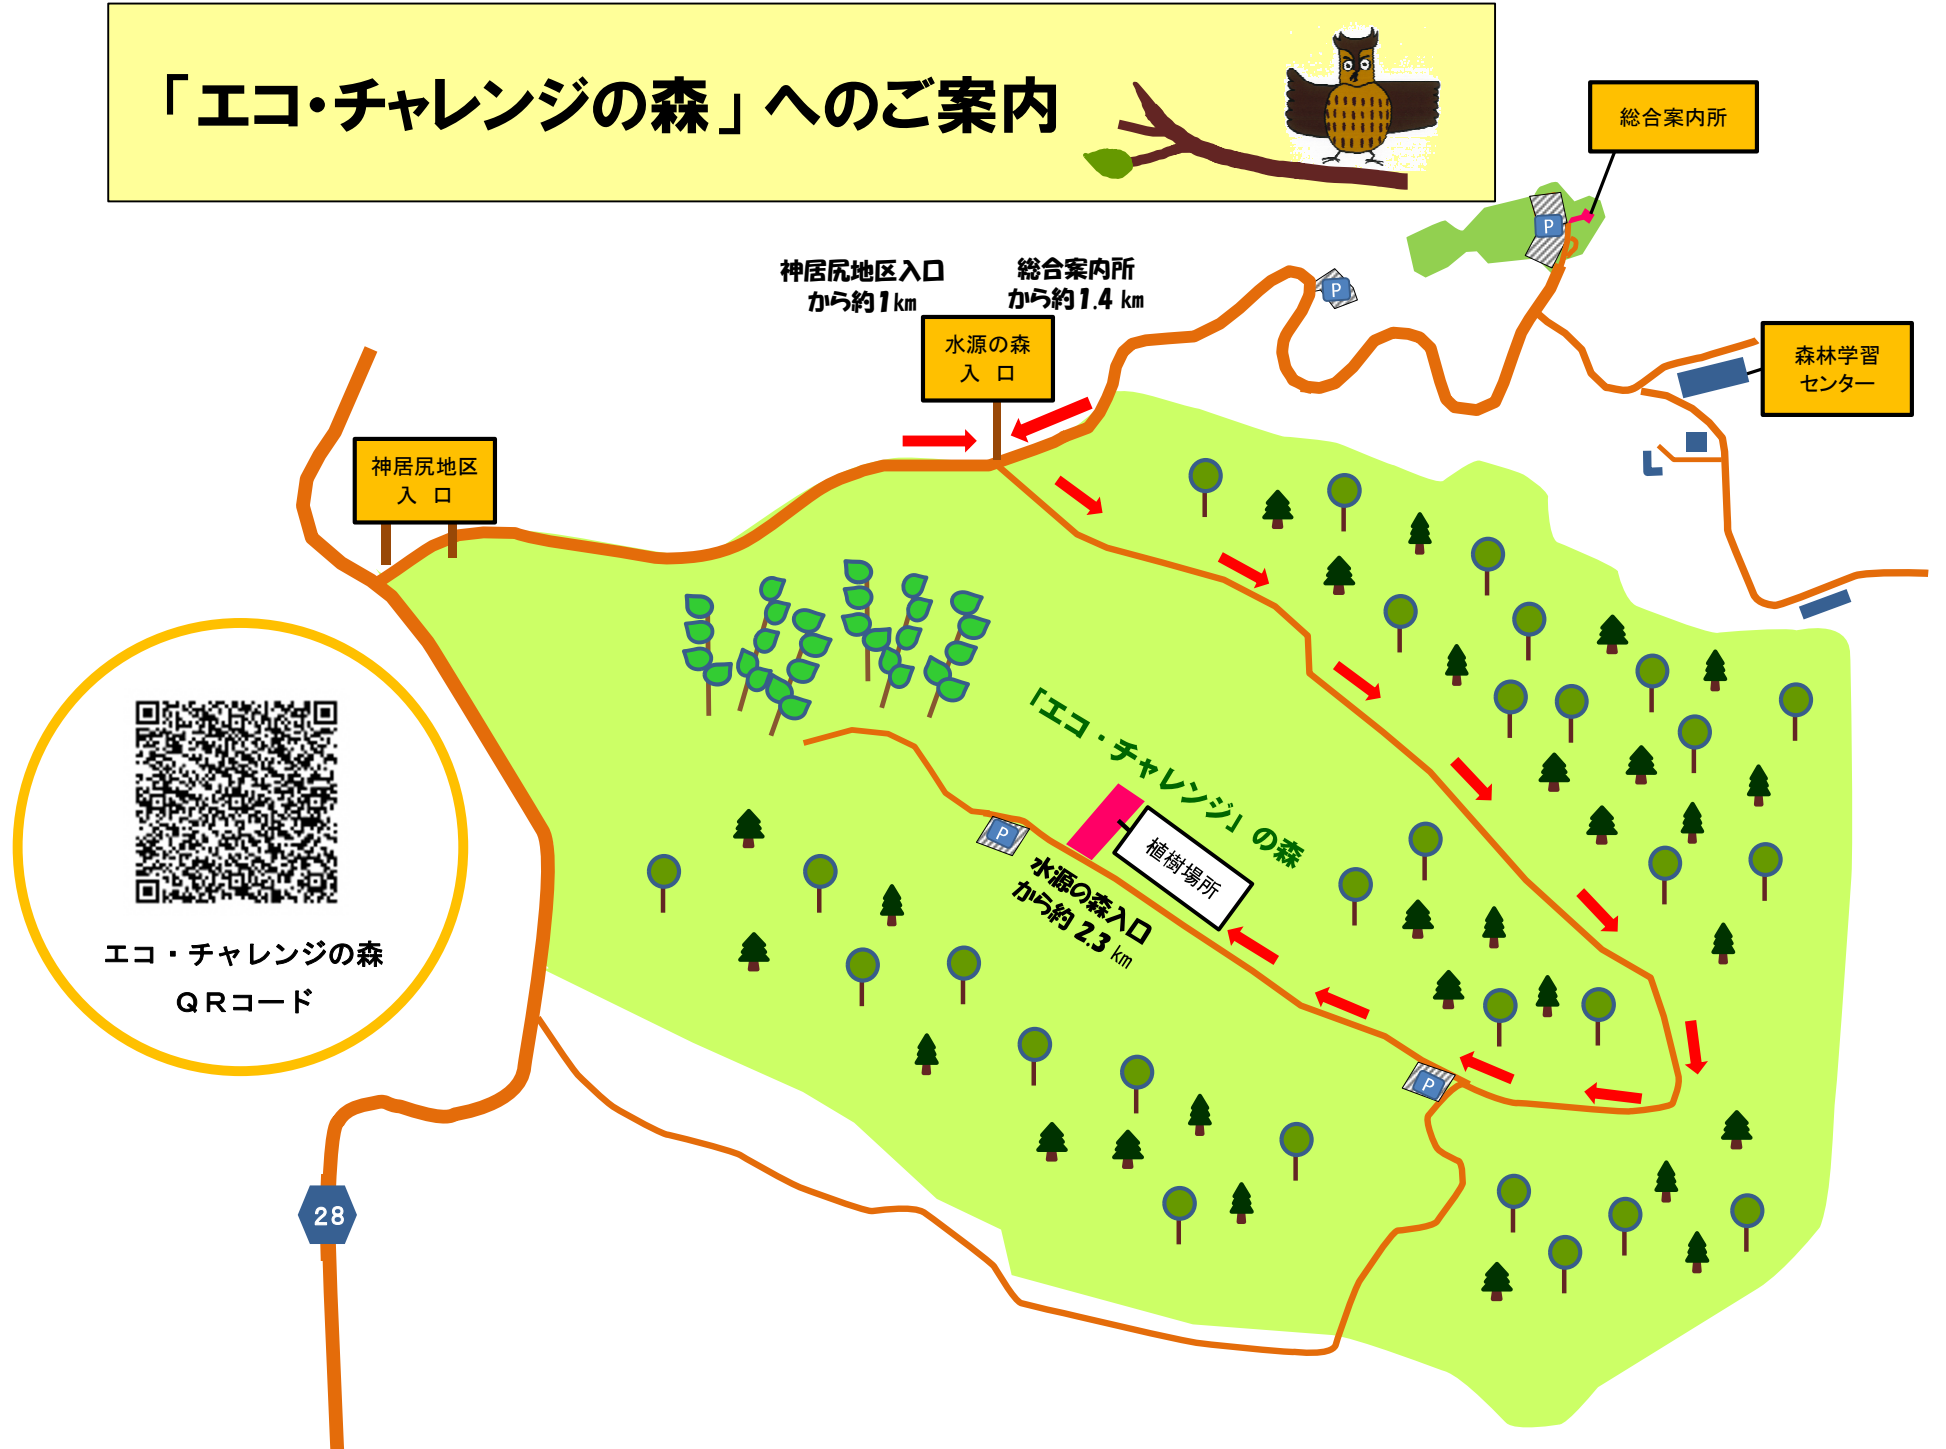 「エコ・チャレンジの森」へのご案内
総合案内所
P
神居尻地区入口
から約1km
総合案内所
から約1.4 km
P
水源の森
入　口
森林学習
センター
神居尻地区
入　口
「エコ・チャレンジ」の森
P
植樹場所
水源の森入口
から約 2.3 km
エコ・チャレンジの森
ＱＲコード
P
28